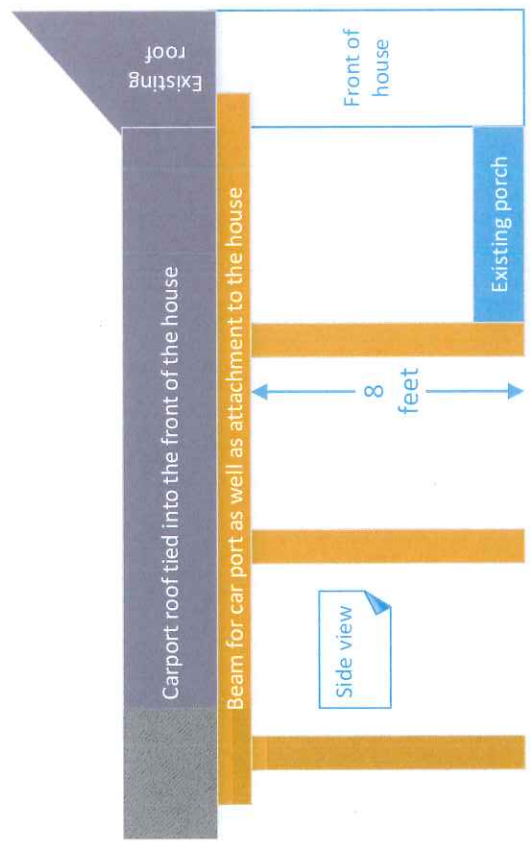 Existing
roof
Carport roof tied into the front of the house
Beam for car port as well as attachment to the house
Front of
house
Existing porch
8
feet
Side view